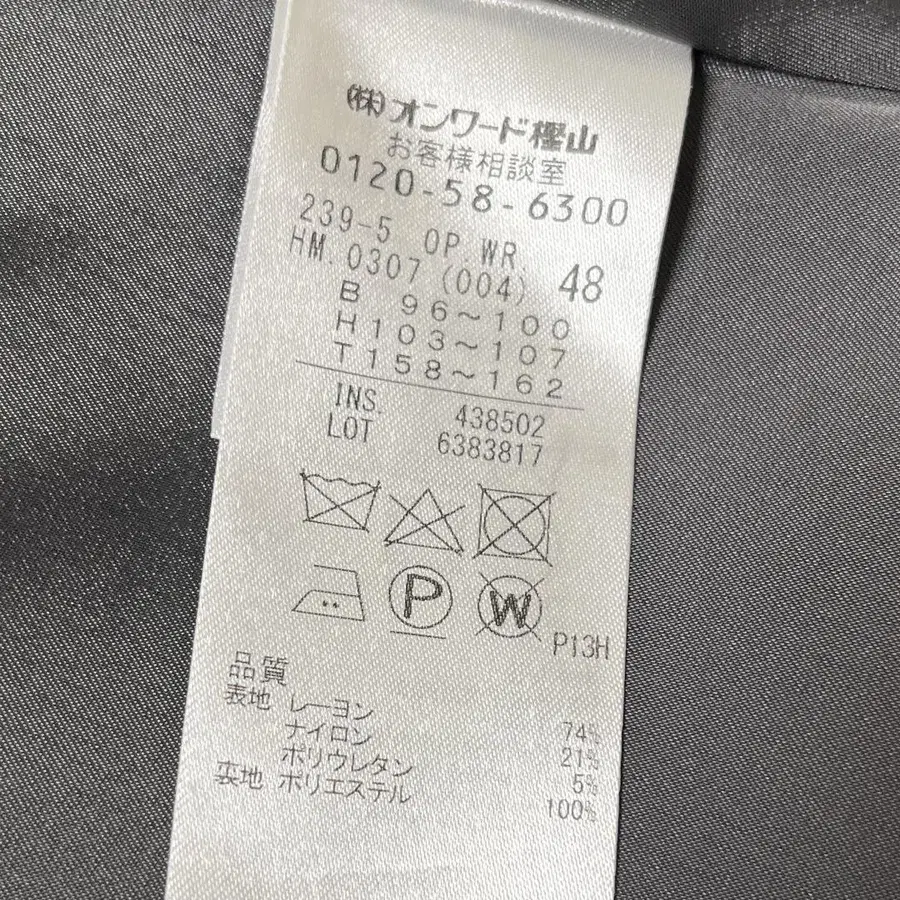 (株)オンワード樫山
お客様相談室
0120-58-6300
239-5 OP.WR. 48
HM.0307 (004)
B 96～100
H103～107
T158～162
INS. 438502
LOT 6383817
P W P13H
品質
表地 レーヨン 74%
ナイロン 21%
ポリウレタン 5%
裏地 ポリエステル 100%